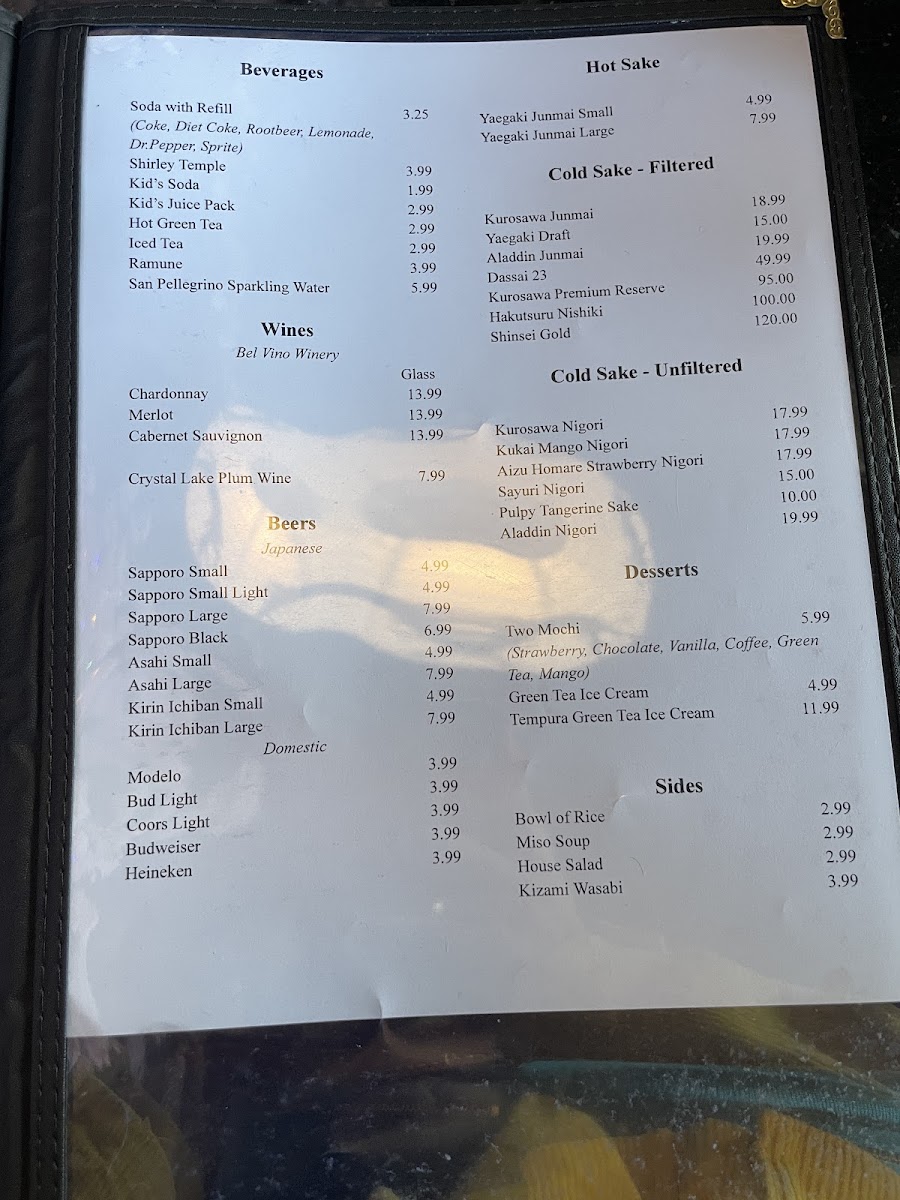 Beverages
Soda with Refill 3.25
(Coke, Diet Coke, Rootbeer, Lemonade,
Dr.Pepper, Sprite)
Shirley Temple 3.99
Kid's Soda 1.99
Kid's Juice Pack 2.99
Hot Green Tea 2.99
Iced Tea 2.99
Ramune 3.99
San Pellegrino Sparkling Water 5.99
Wines
Bel Vino Winery
Glass
Chardonnay 13.99
Merlot 13.99
Cabernet Sauvignon 13.99
Crystal Lake Plum Wine 7.99
Beers
Japanese
Sapporo Small 4.99
Sapporo Small Light 4.99
Sapporo Large 7.99
Sapporo Black 6.99
Asahi Small 4.99
Asahi Large 7.99
Kirin Ichiban Small 4.99
Kirin Ichiban Large 7.99
Domestic
Modelo 3.99
Bud Light 3.99
Coors Light 3.99
Budweiser 3.99
Heineken 3.99
Hot Sake
Yaegaki Junmai Small 4.99
Yaegaki Junmai Large 7.99
Cold Sake - Filtered
Kurosawa Junmai 18.99
Yaegaki Draft 15.00
Aladdin Junmai 19.99
Dassai 23 49.99
Kurosawa Premium Reserve 95.00
Hakutsuru Nishiki 100.00
Shinsei Gold 120.00
Cold Sake - Unfiltered
Kurosawa Nigori 17.99
Kukai Mango Nigori 17.99
Aizu Homare Strawberry Nigori 17.99
Sayuri Nigori 15.00
Pulpy Tangerine Sake 10.00
Aladdin Nigori 19.99
Desserts
Two Mochi 5.99
(Strawberry, Chocolate, Vanilla, Coffee, Green
Tea, Mango)
Green Tea Ice Cream 4.99
Tempura Green Tea Ice Cream 11.99
Sides
Bowl of Rice 2.99
Miso Soup 2.99
House Salad 2.99
Kizami Wasabi 3.99